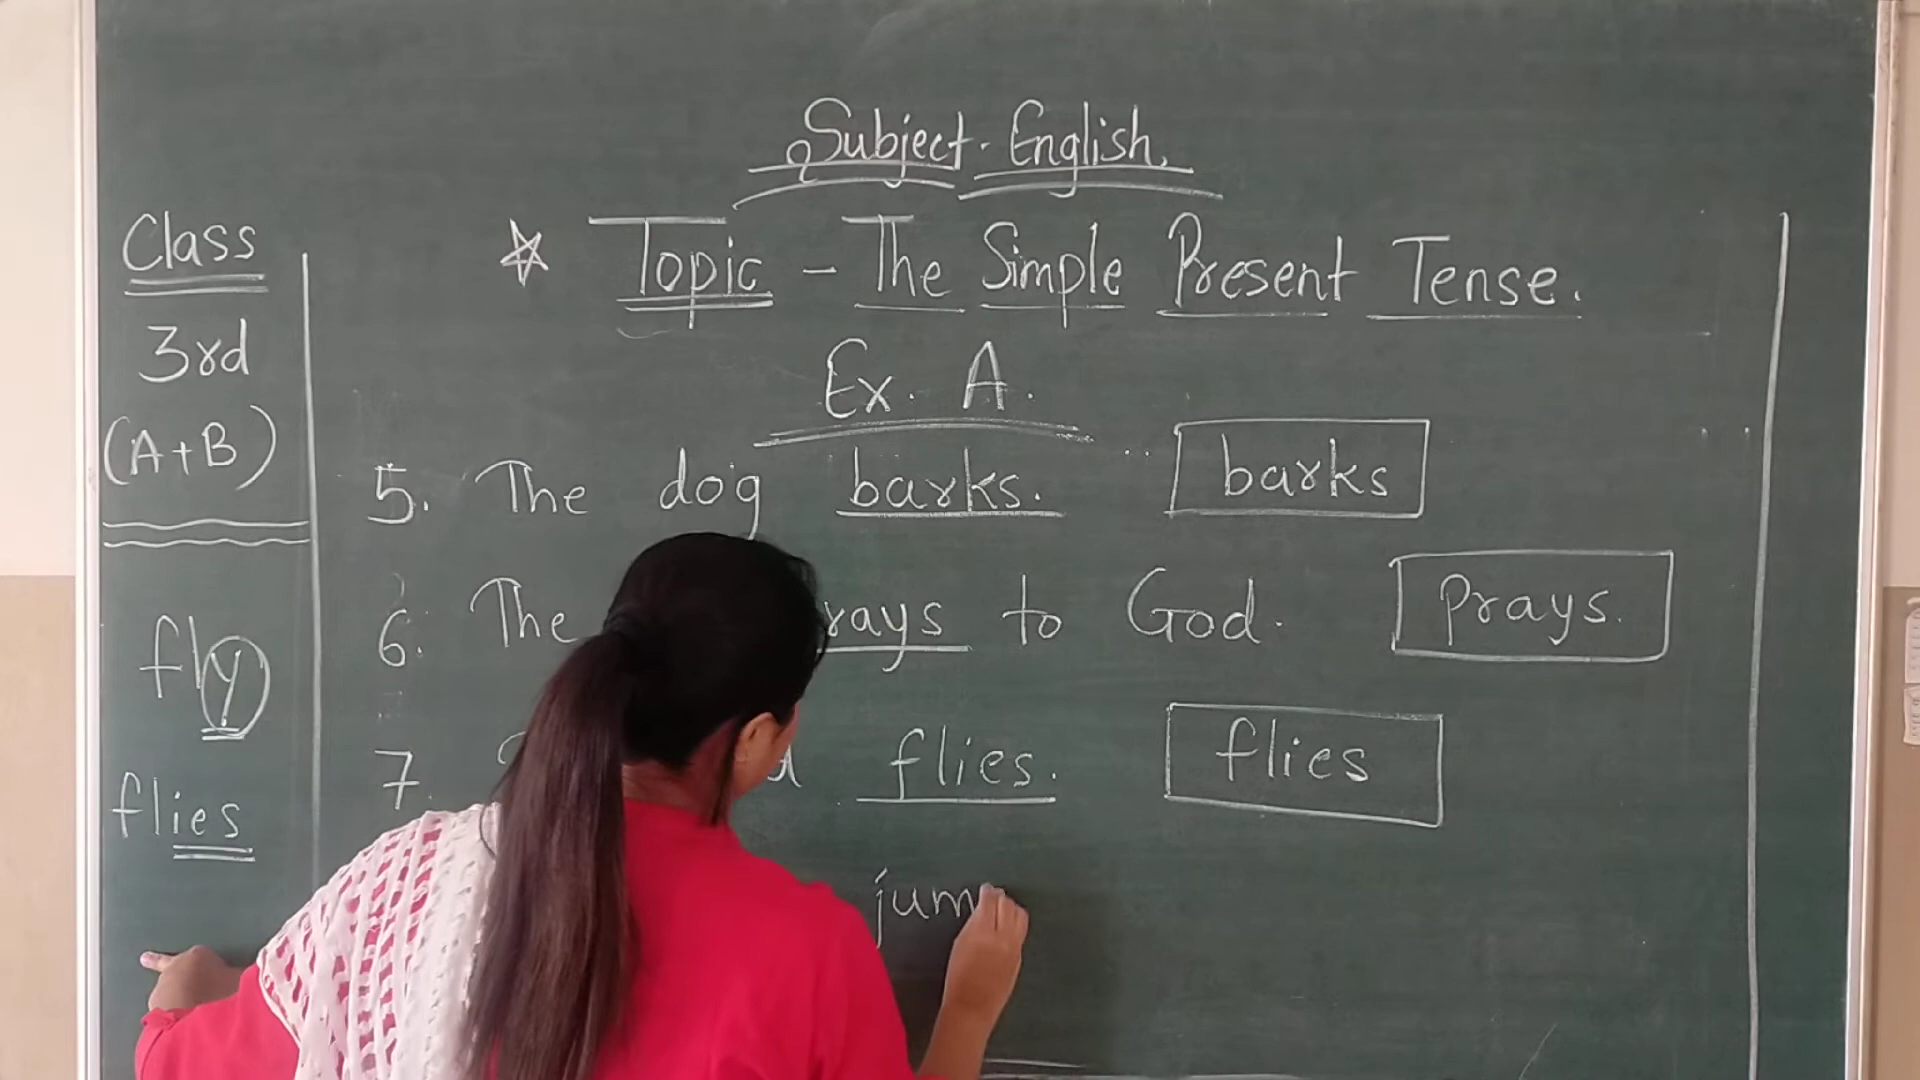 Subject - English.
Topic - The Simple Present Tense.
Ex. A.
Class
3rd
(A+B)
fly
flies
5. The dog barks. barks
6. The to God. prays.
7. flies. flies